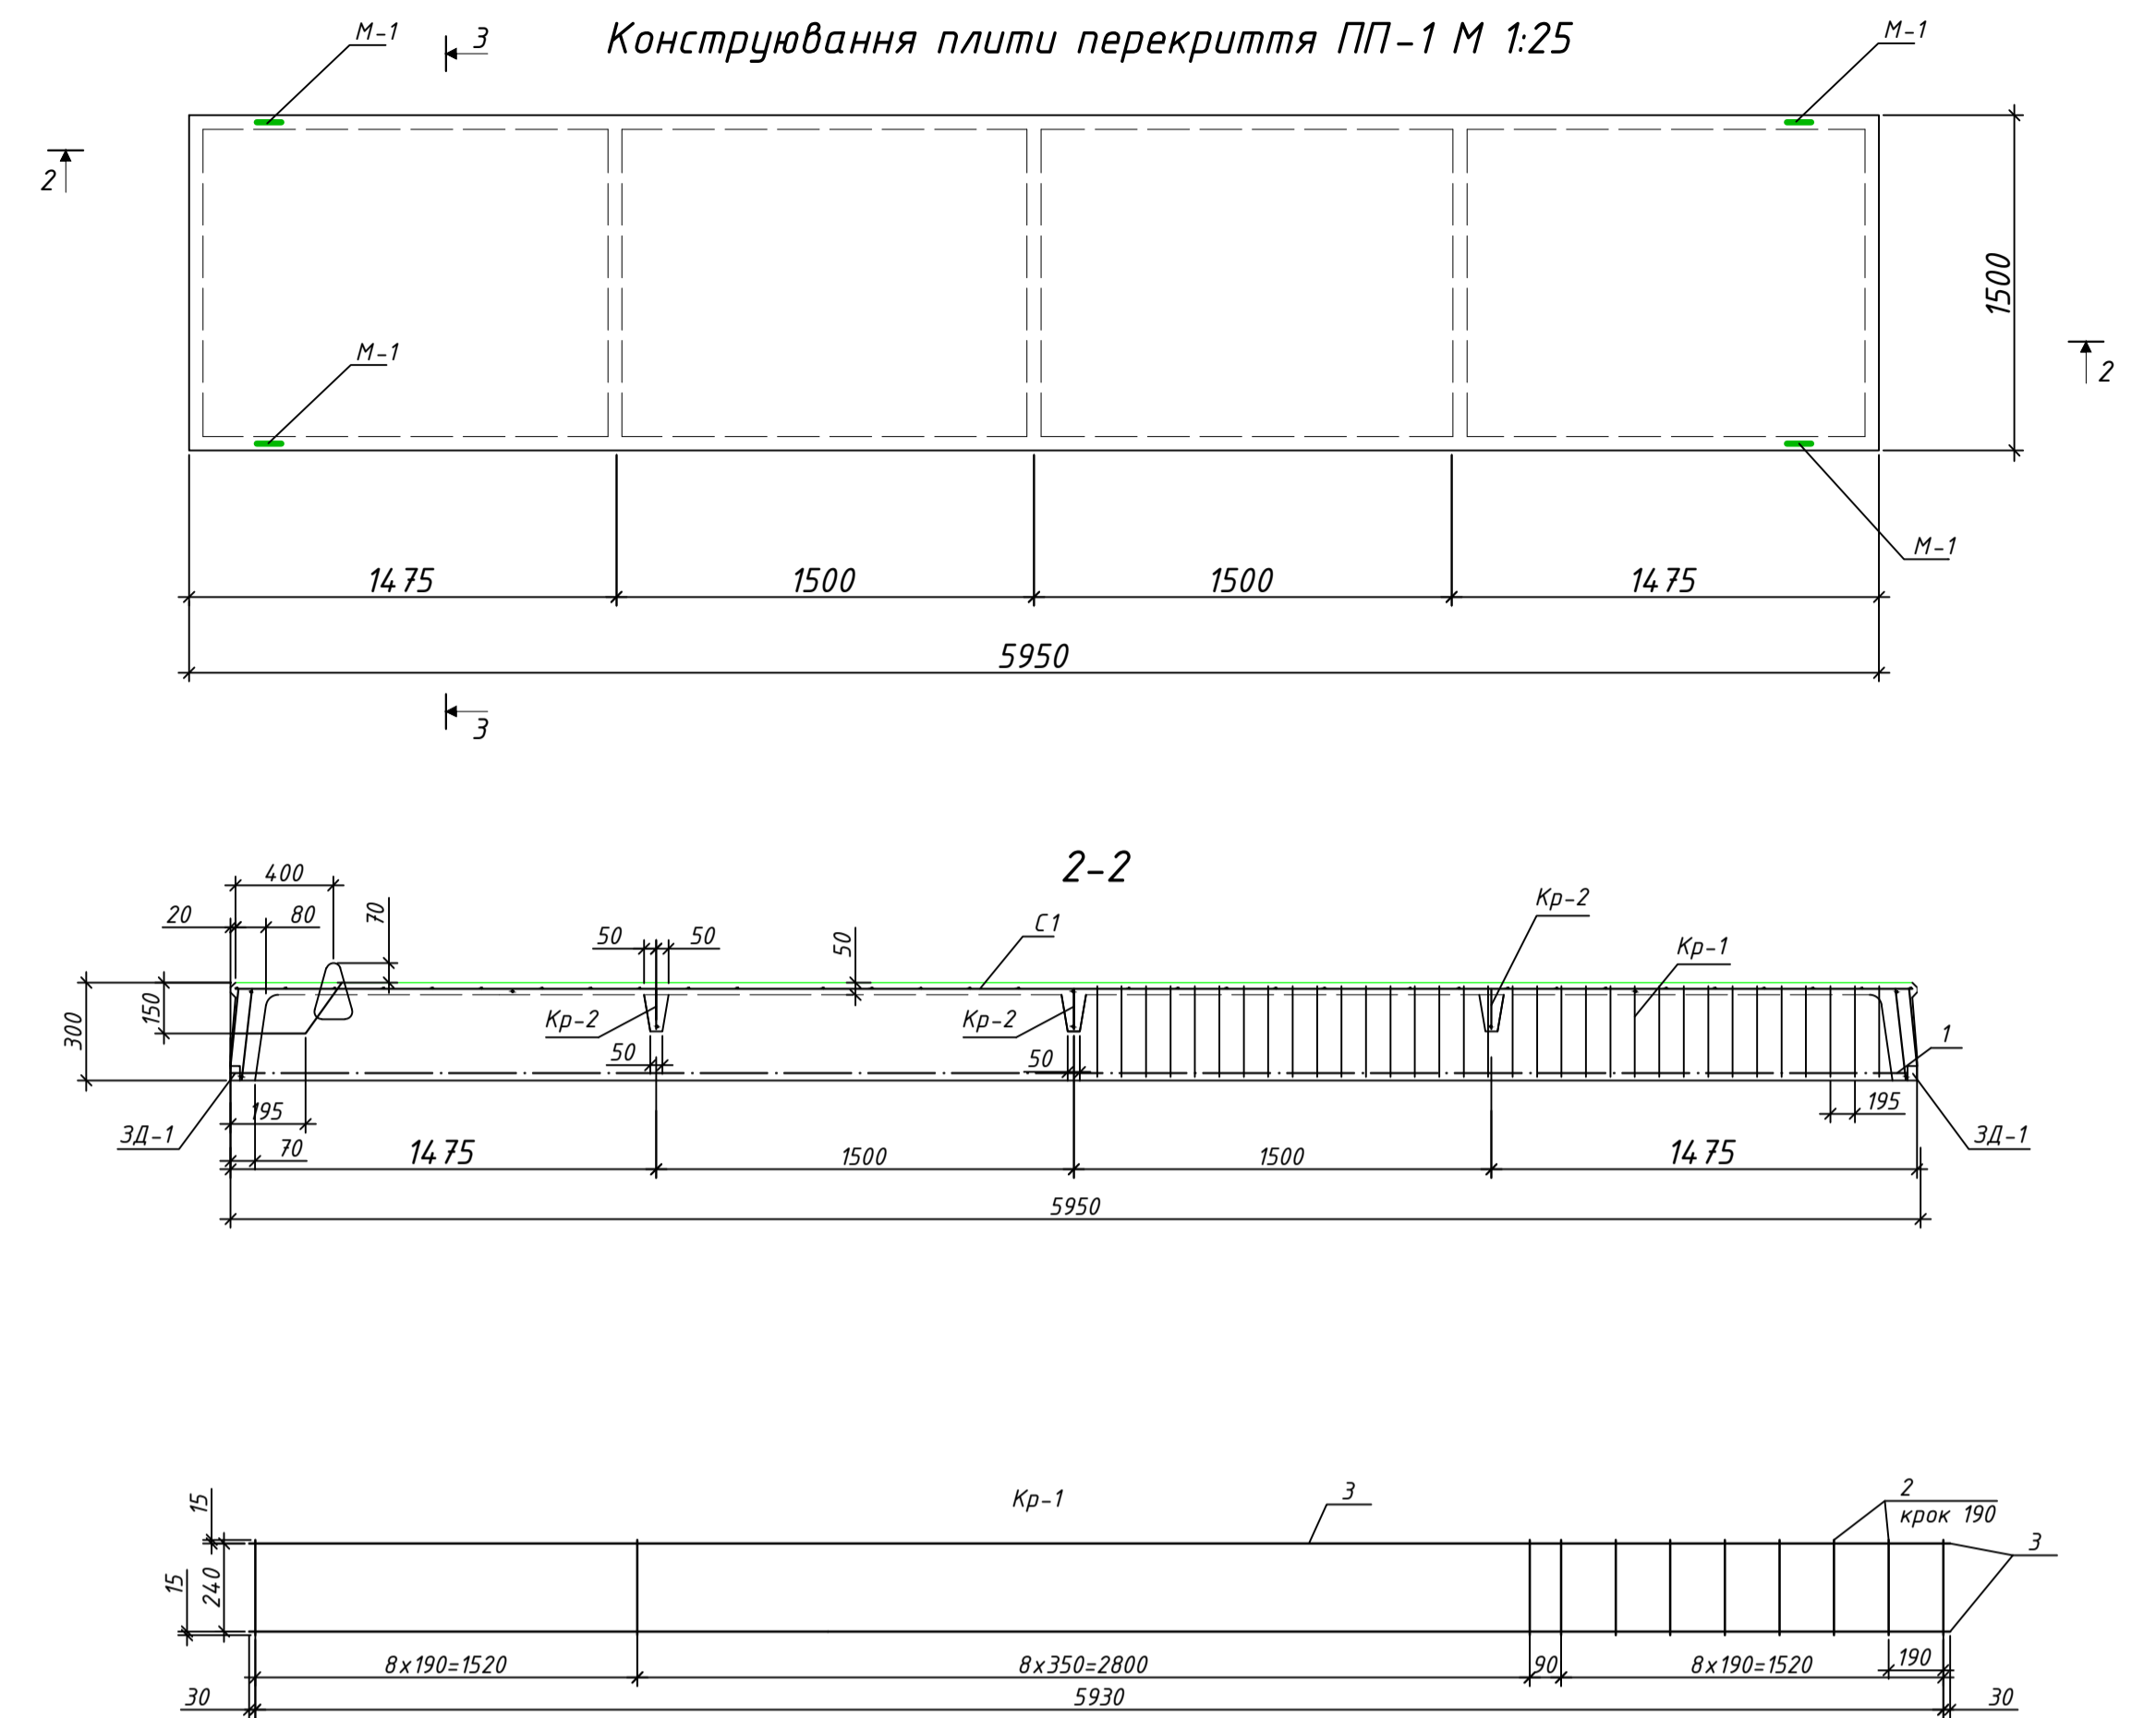 М-1
3
Конструювання плити перекриття ПП-1 М 1:25
М-1
2
1500
М-1
2
М-1
1475
1500
1500
1475
5950
3
2-2
400
20
80
70
50
50
50
С1
Кр-2
Кр-1
300
150
Кр-2
Кр-2
50
50
1
195
195
ЗД-1
70
1475
1500
1500
1475
ЗД-1
5950
15
Кр-1
3
2
крок 190
3
15
240
8х190=1520
8х350=2800
90
8х190=1520
190
30
5930
30